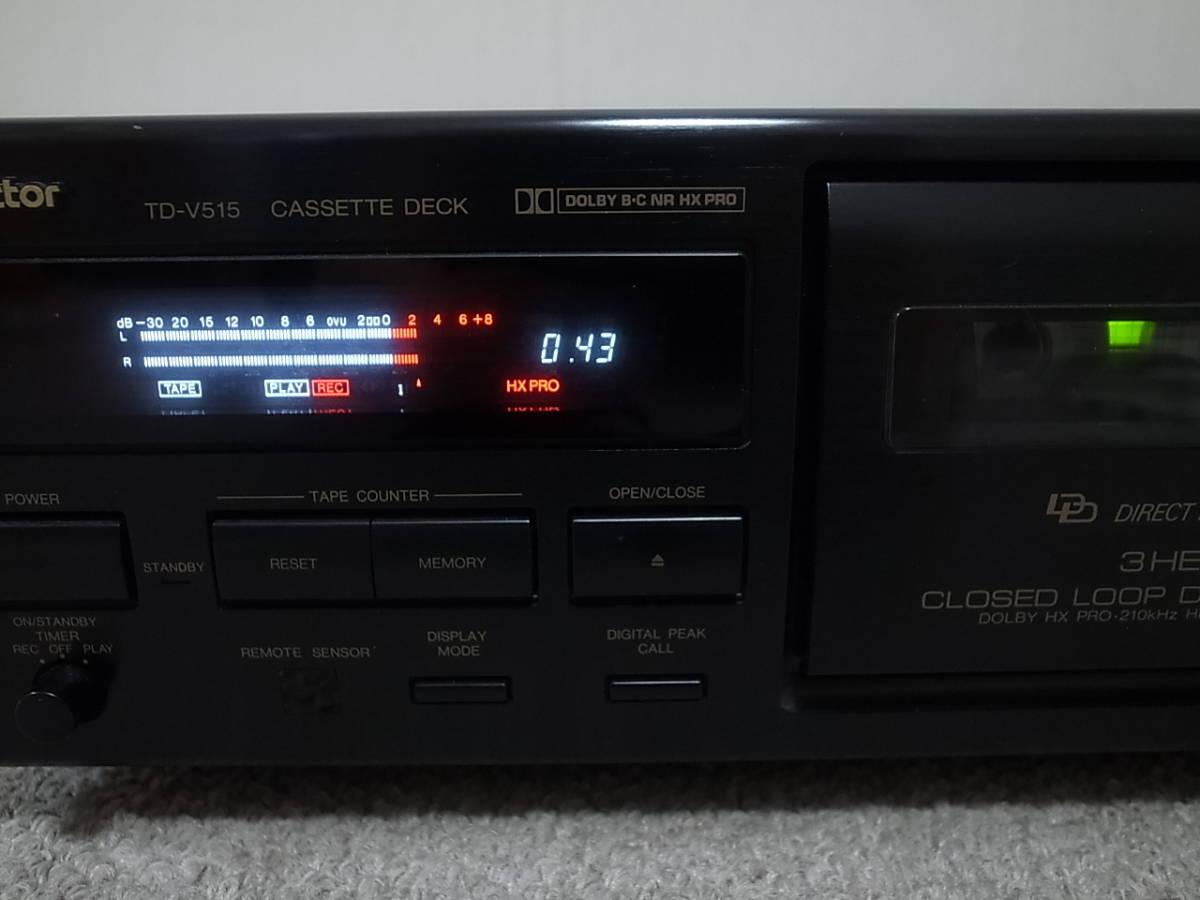 TD-V515 CASSETTE DECK DOLBY B·C NR HX PRO
dB -30 20 15 12 10 8 6 0VU 2 0 2 4 6 +8
L
R
0.43
TAPE PLAY REC 1 HX PRO
POWER
TAPE COUNTER
OPEN/CLOSE
RESET MEMORY
STANDBY
ON/STANDBY
TIMER
REC OFF PLAY
REMOTE SENSOR
DISPLAY
MODE
DIGITAL PEAK
CALL
DIRECT
3 HE
CLOSED LOOP D
DOLBY HX PRO·210kHz